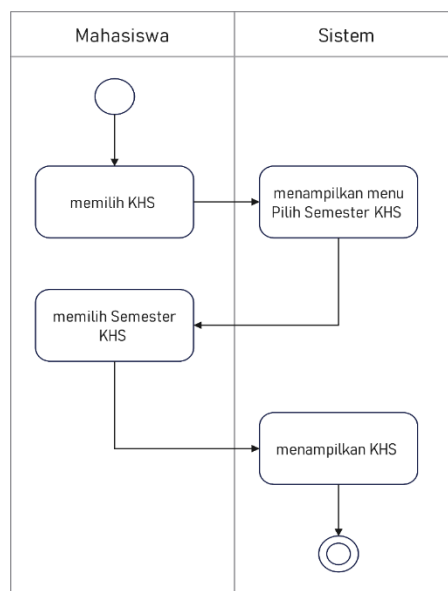 Mahasiswa
Sistem
memilih KHS
menampilkan menu
Pilih Semester KHS
memilih Semester
KHS
menampilkan KHS